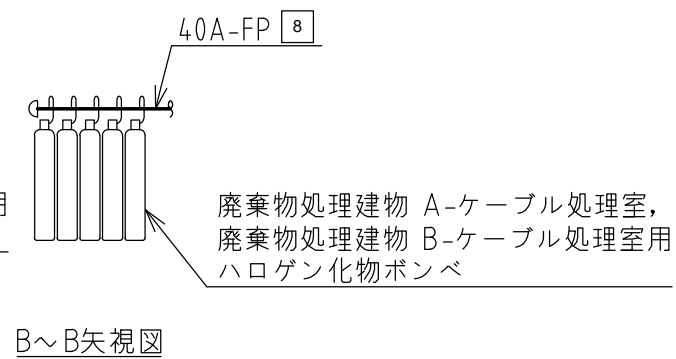 40A-FP 8
用
廃棄物処理建物 A-ケーブル処理室,
廃棄物処理建物 B-ケーブル処理室用
ハロゲン化物ボンベ
B～B矢視図